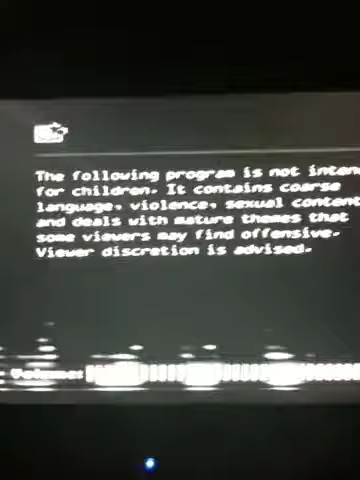 The following program is not inten
for children. It contains coarse
language, violence, sexual content
and deals with mature themes that
some viewers may find offensive.
Viewer discretion is advised.
Volume: